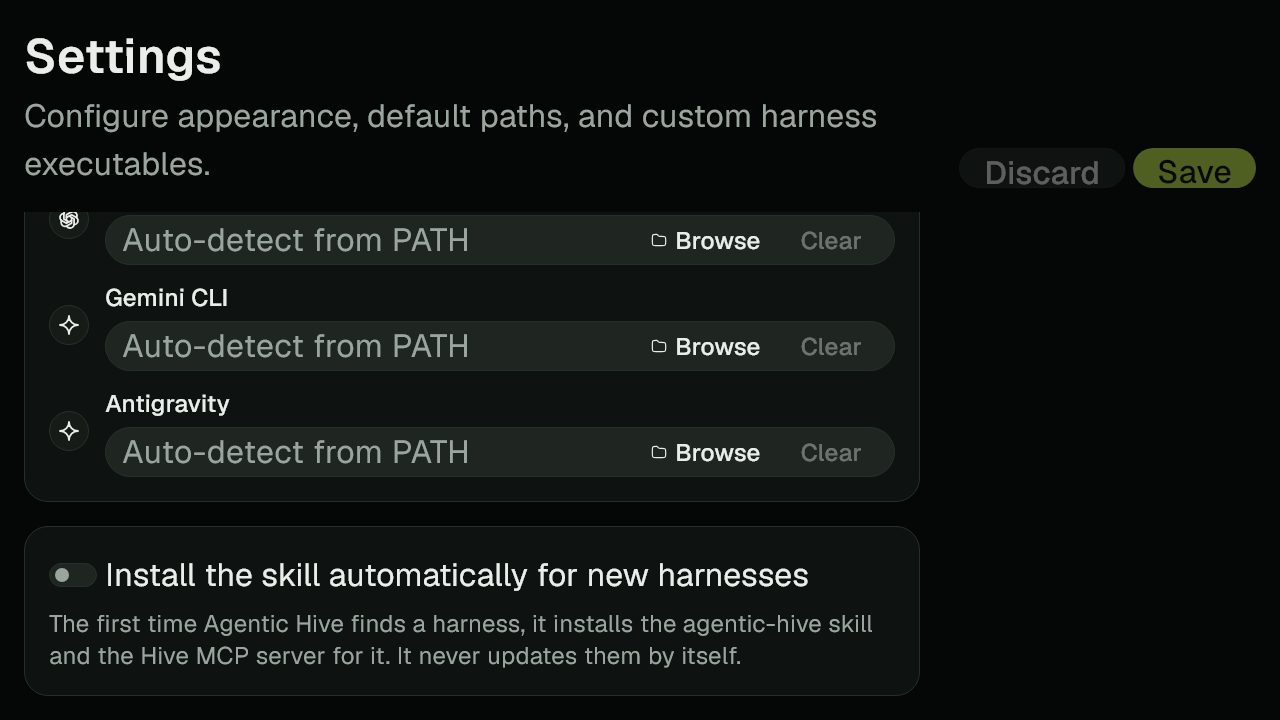 Settings
Configure appearance, default paths, and custom harness
executables.
Discard
Save
Auto-detect from PATH
Browse
Clear
Gemini CLI
Auto-detect from PATH
Browse
Clear
Antigravity
Auto-detect from PATH
Browse
Clear
Install the skill automatically for new harnesses
The first time Agentic Hive finds a harness, it installs the agentic-hive skill
and the Hive MCP server for it. It never updates them by itself.